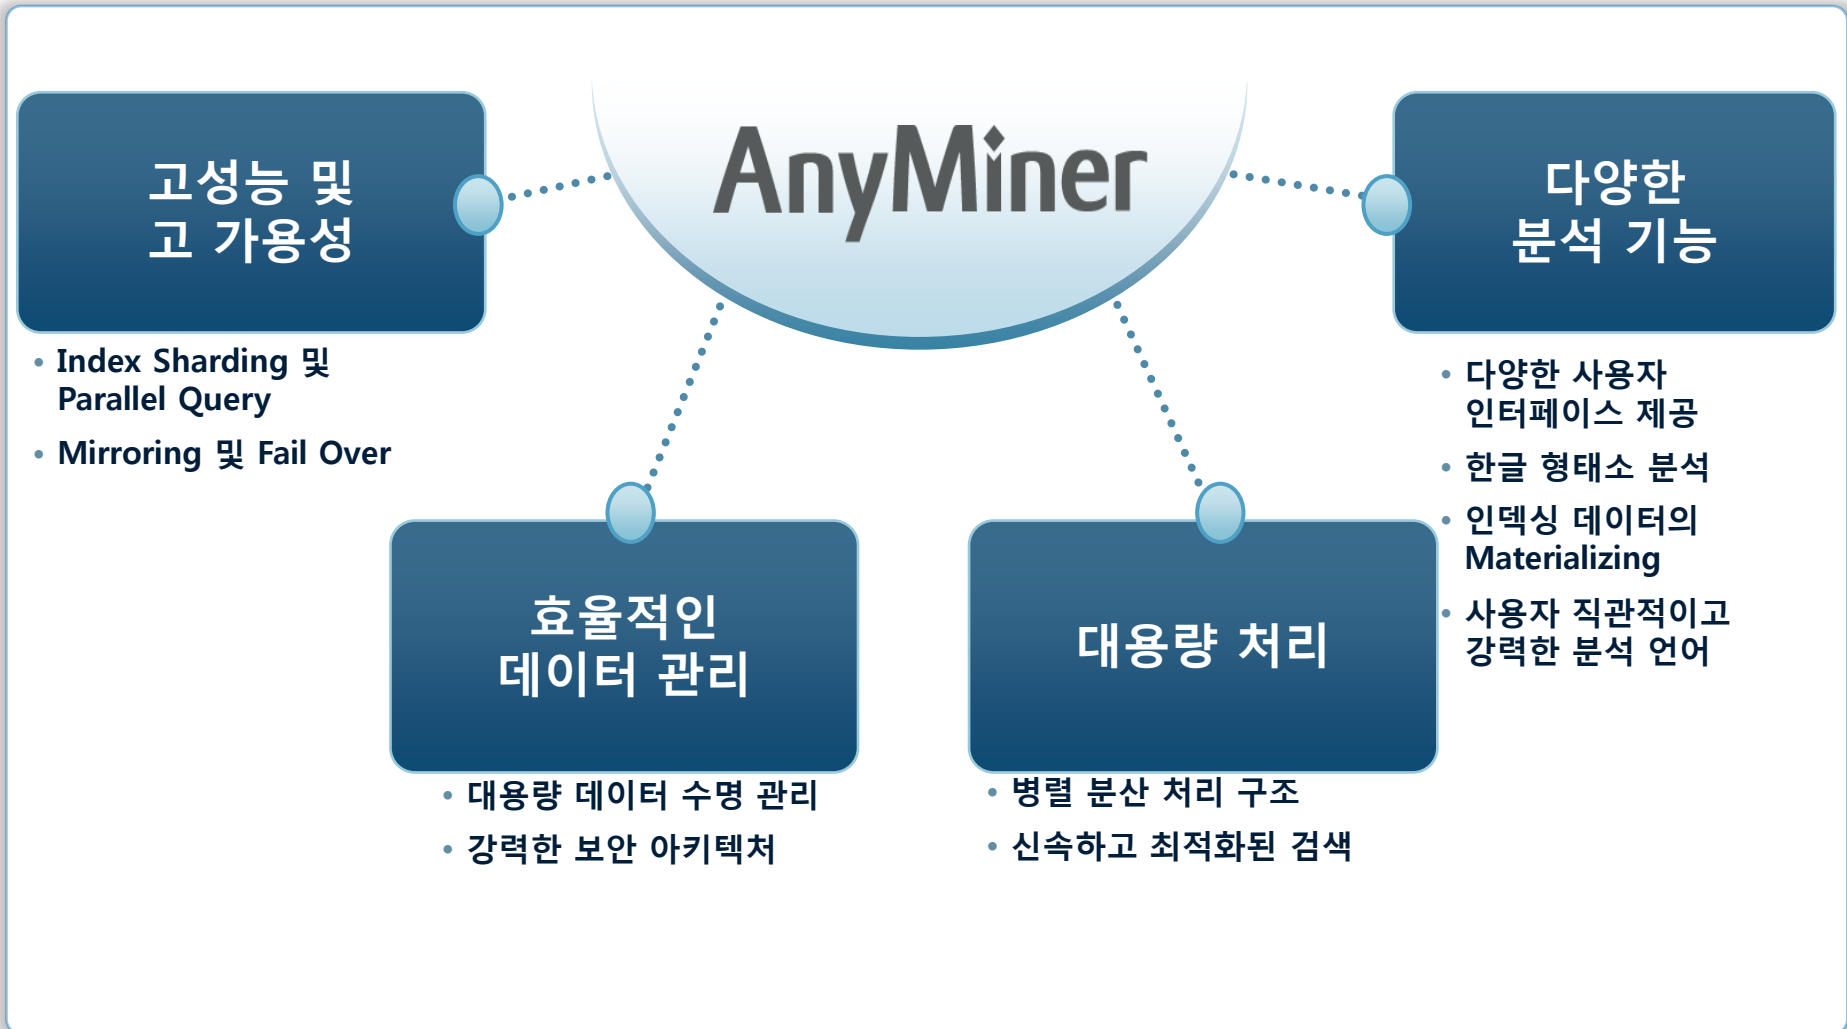 AnyMiner
고성능 및
고 가용성
• Index Sharding 및
Parallel Query
• Mirroring 및 Fail Over
효율적인
데이터 관리
• 대용량 데이터 수명 관리
• 강력한 보안 아키텍처
대용량 처리
• 병렬 분산 처리 구조
• 신속하고 최적화된 검색
다양한
분석 기능
• 다양한 사용자
인터페이스 제공
• 한글 형태소 분석
• 인덱싱 데이터의
Materializing
• 사용자 직관적이고
강력한 분석 언어